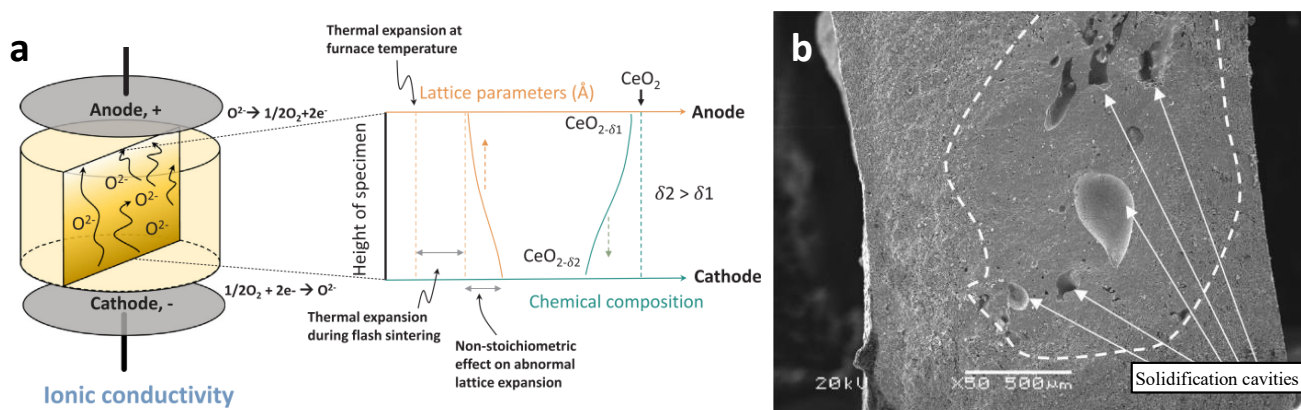 a
Anode, +
O²⁻→ 1/2O₂+2e⁻
O²⁻
O²⁻
O²⁻
O²⁻
O²⁻
Cathode, -
1/2O₂ + 2e- → O²⁻
Ionic conductivity
Thermal expansion at
furnace temperature
Lattice parameters (Å)
CeO₂
Anode
CeO₂₋δ₁
Height of specimen
δ2 > δ1
CeO₂₋δ₂
Cathode
Chemical composition
Thermal expansion
during flash sintering
Non-stoichiometric
effect on abnormal
lattice expansion
b
Solidification cavities
20kU X50 500µm